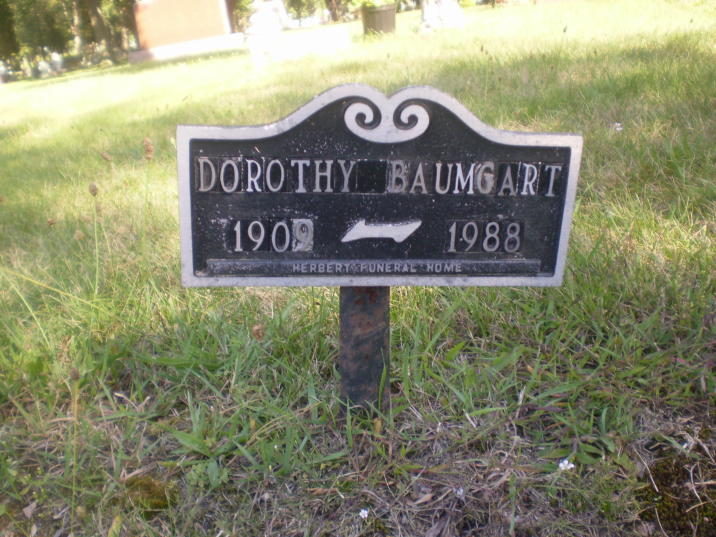 DOROTHY BAUMGART
1909 1988
HERBERT FUNERAL HOME